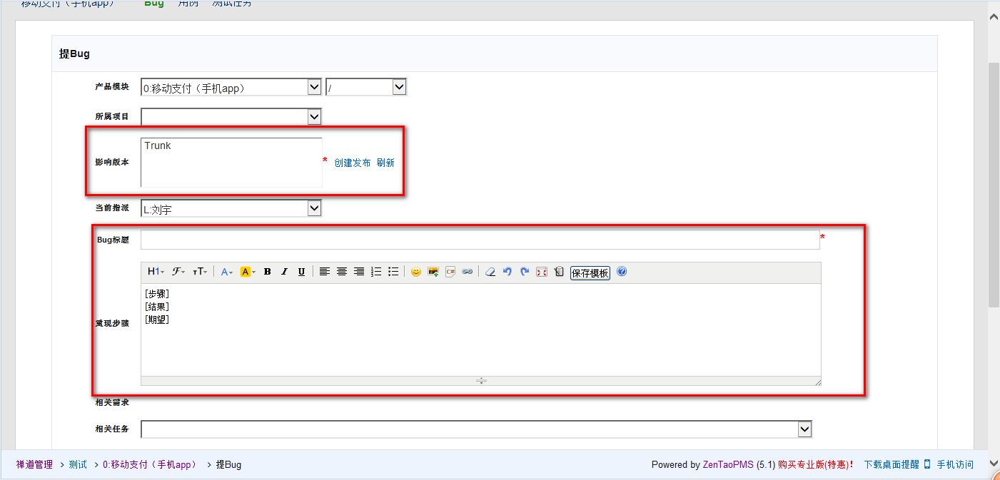 移动支付（手机app） Bug 用例 测试任务
提Bug
产品模块 0:移动支付（手机app） /
所属项目
影响版本 Trunk * 创建发布 刷新
当前指派 L:刘宇
Bug标题 *
H1 F TT A A B I U C# 保存模板 ?
重现步骤
[步骤]
[结果]
[期望]
相关需求
相关任务
禅道管理 > 测试 > 0:移动支付（手机app） > 提Bug Powered by ZenTaoPMS (5.1) 购买专业版(特惠)! 下载桌面提醒 手机访问